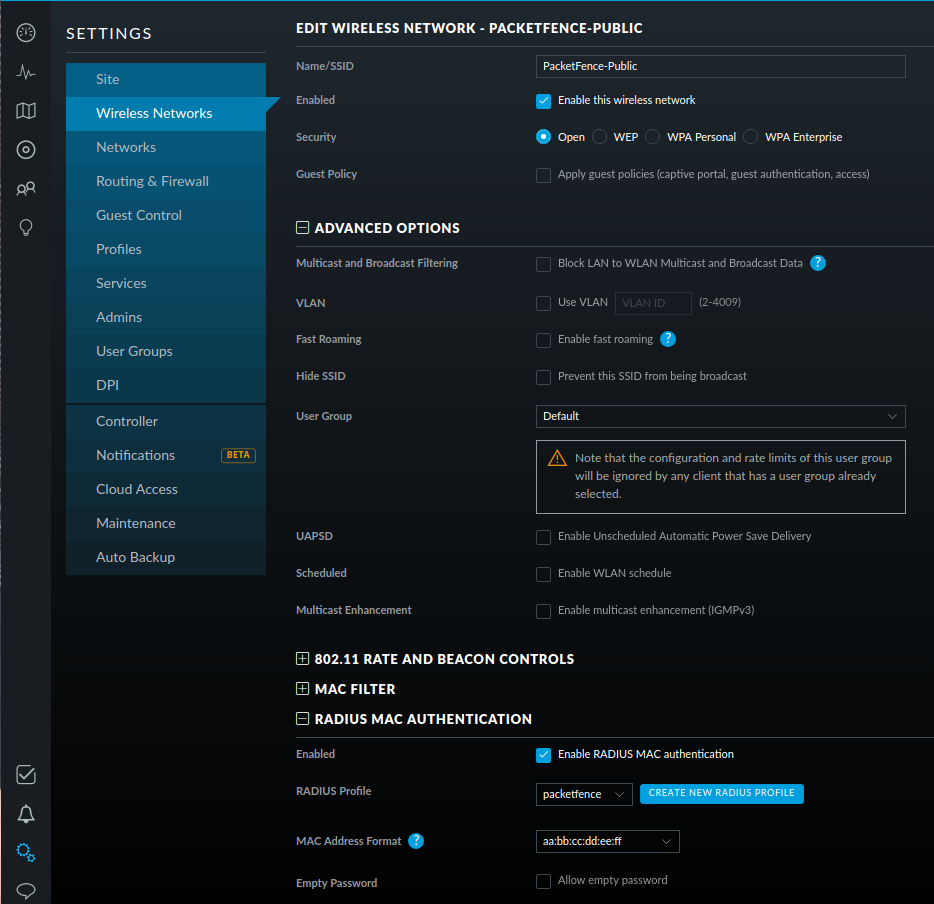 SETTINGS
Site
Wireless Networks
Networks
Routing & Firewall
Guest Control
Profiles
Services
Admins
User Groups
DPI
Controller
Notifications BETA
Cloud Access
Maintenance
Auto Backup
EDIT WIRELESS NETWORK - PACKETFENCE-PUBLIC
Name/SSID PacketFence-Public
Enabled Enable this wireless network
Security Open WEP WPA Personal WPA Enterprise
Guest Policy Apply guest policies (captive portal, guest authentication, access)
ADVANCED OPTIONS
Multicast and Broadcast Filtering Block LAN to WLAN Multicast and Broadcast Data ?
VLAN Use VLAN VLAN ID (2-4009)
Fast Roaming Enable fast roaming ?
Hide SSID Prevent this SSID from being broadcast
User Group Default
Note that the configuration and rate limits of this user group
will be ignored by any client that has a user group already
selected.
UAPSD Enable Unscheduled Automatic Power Save Delivery
Scheduled Enable WLAN schedule
Multicast Enhancement Enable multicast enhancement (IGMPv3)
802.11 RATE AND BEACON CONTROLS
MAC FILTER
RADIUS MAC AUTHENTICATION
Enabled Enable RADIUS MAC authentication
RADIUS Profile packetfence CREATE NEW RADIUS PROFILE
MAC Address Format ? aa:bb:cc:dd:ee:ff
Empty Password Allow empty password